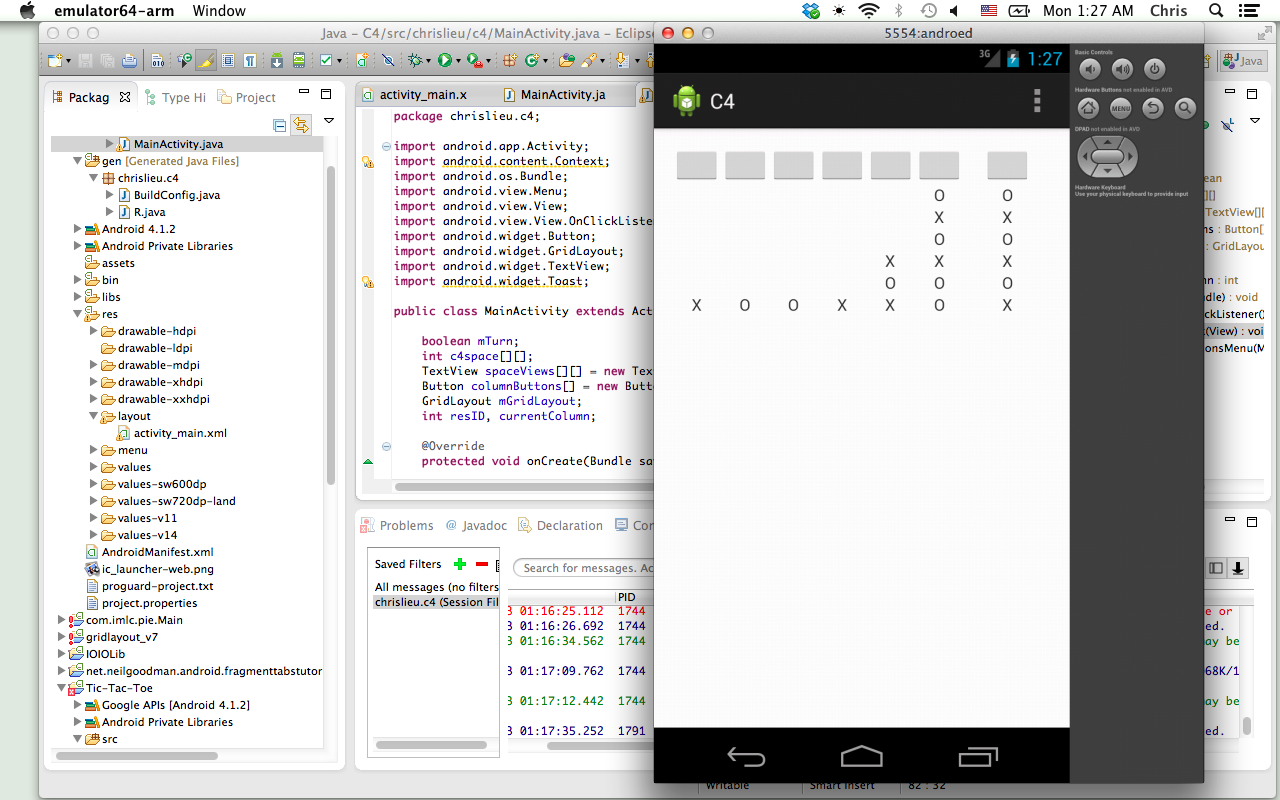 emulator64-arm Window Mon 1:27 AM Chris
Java - C4/src/chrislieu/c4/MainActivity.java - Eclipse
5554:androed
Java
Packag
Type Hi
Project
MainActivity.java
gen [Generated Java Files]
chrislieu.c4
BuildConfig.java
R.java
Android 4.1.2
Android Private Libraries
assets
bin
libs
res
drawable-hdpi
drawable-ldpi
drawable-mdpi
drawable-xhdpi
drawable-xxhdpi
layout
activity_main.xml
menu
values
values-sw600dp
values-sw720dp-land
values-v11
values-v14
AndroidManifest.xml
ic_launcher-web.png
proguard-project.txt
project.properties
com.imlc.pie.Main
gridlayout_v7
IOIOLib
net.neilgoodman.android.fragmenttabstutor
Tic-Tac-Toe
Google APIs [Android 4.1.2]
Android Private Libraries
src
activity_main.x
MainActivity.ja
package chrislieu.c4;
import android.app.Activity;
import android.content.Context;
import android.os.Bundle;
import android.view.Menu;
import android.view.View;
import android.view.View.OnClickListen
import android.widget.Button;
import android.widget.GridLayout;
import android.widget.TextView;
import android.widget.Toast;
public class MainActivity extends Act
boolean mTurn;
int c4space[][];
TextView spaceViews[][] = new Tex
Button columnButtons[] = new Butt
GridLayout mGridLayout;
int resID, currentColumn;
@Override
protected void onCreate(Bundle sa
Problems
@ Javadoc
Declaration
Con
Saved Filters
All messages (no filters
chrislieu.c4 (Session Fil
Search for messages. Ac
PID
3 01:16:25.112 1744
3 01:16:26.692 1744
3 01:16:34.562 1744
3 01:17:09.762 1744
3 01:17:12.442 1744
3 01:17:35.252 1791
3G 1:27
C4
O O
X X
O O
X X X
O O O
X O O X X O X
Basic Controls
Hardware Buttons not enabled in AVD
MENU
DPAD not enabled in AVD
Hardware Keyboard
Use your physical keyboard to provide input
ean
][]
TextView[][
ns : Button[]
: GridLayou
nn : int
dle) : void
ckListener()
(View) : voi
onsMenu(M
e or
ed.
ay be
68K/1
ay be
ed.
Writable
Smart Insert
82 : 32